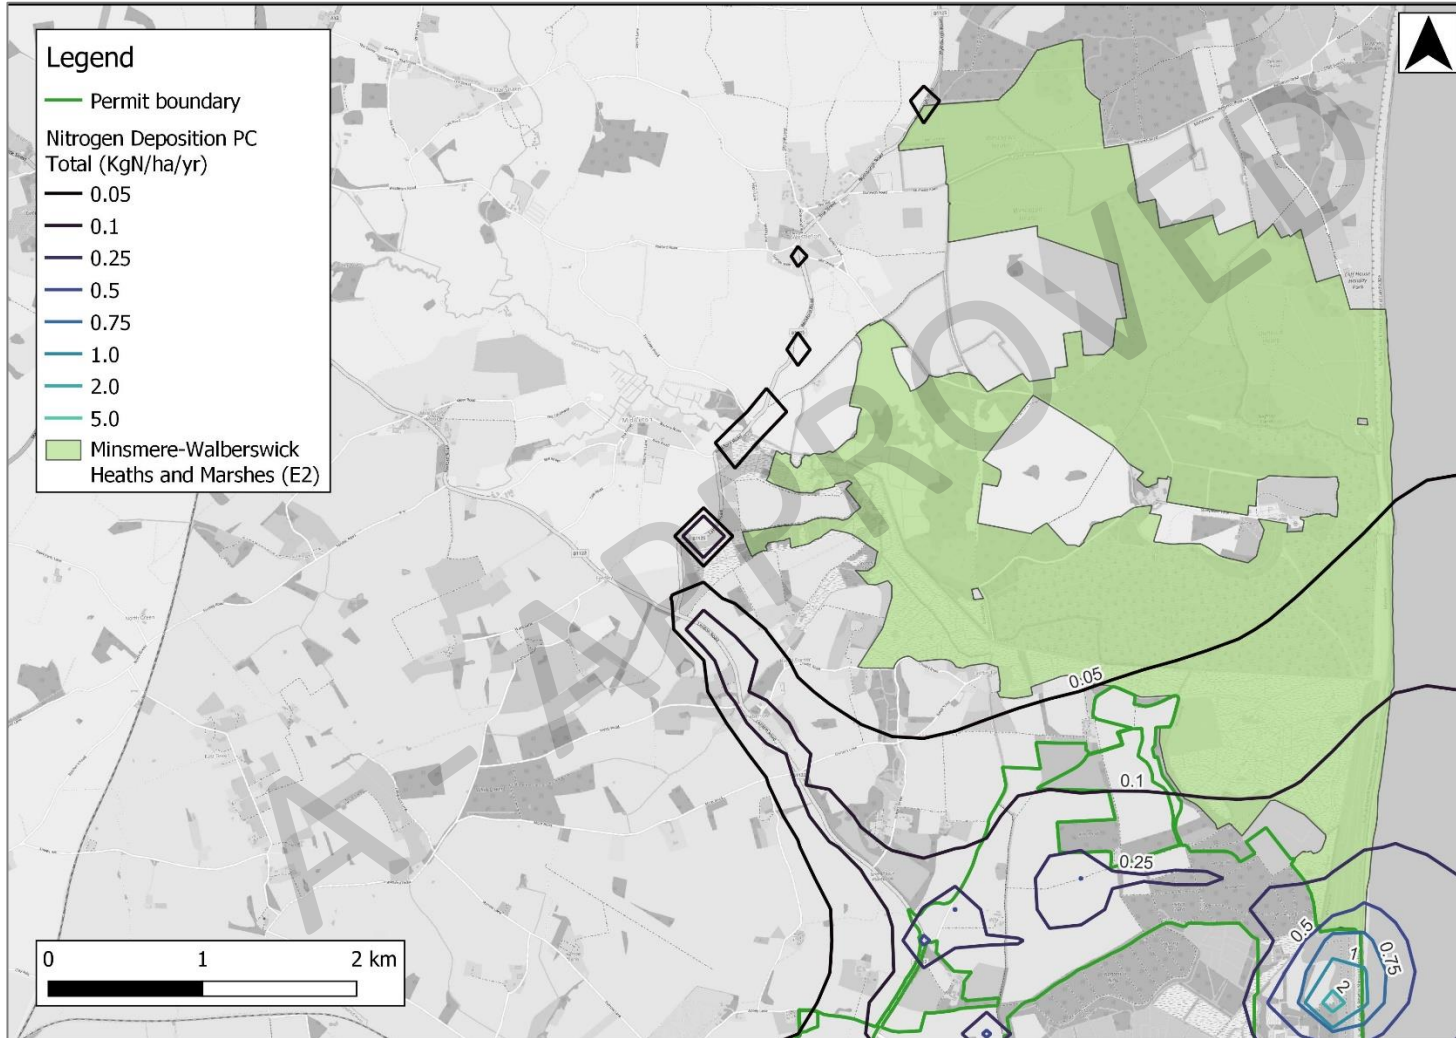 Legend
Permit boundary
Nitrogen Deposition PC
Total (KgN/ha/yr)
0.05
0.1
0.25
0.5
0.75
1.0
2.0
5.0
Minsmere-Walberswick
Heaths and Marshes (E2)
A-APPROVED
0.05
0.1
0.25
0.5
0.75
1
2
0 1 2 km